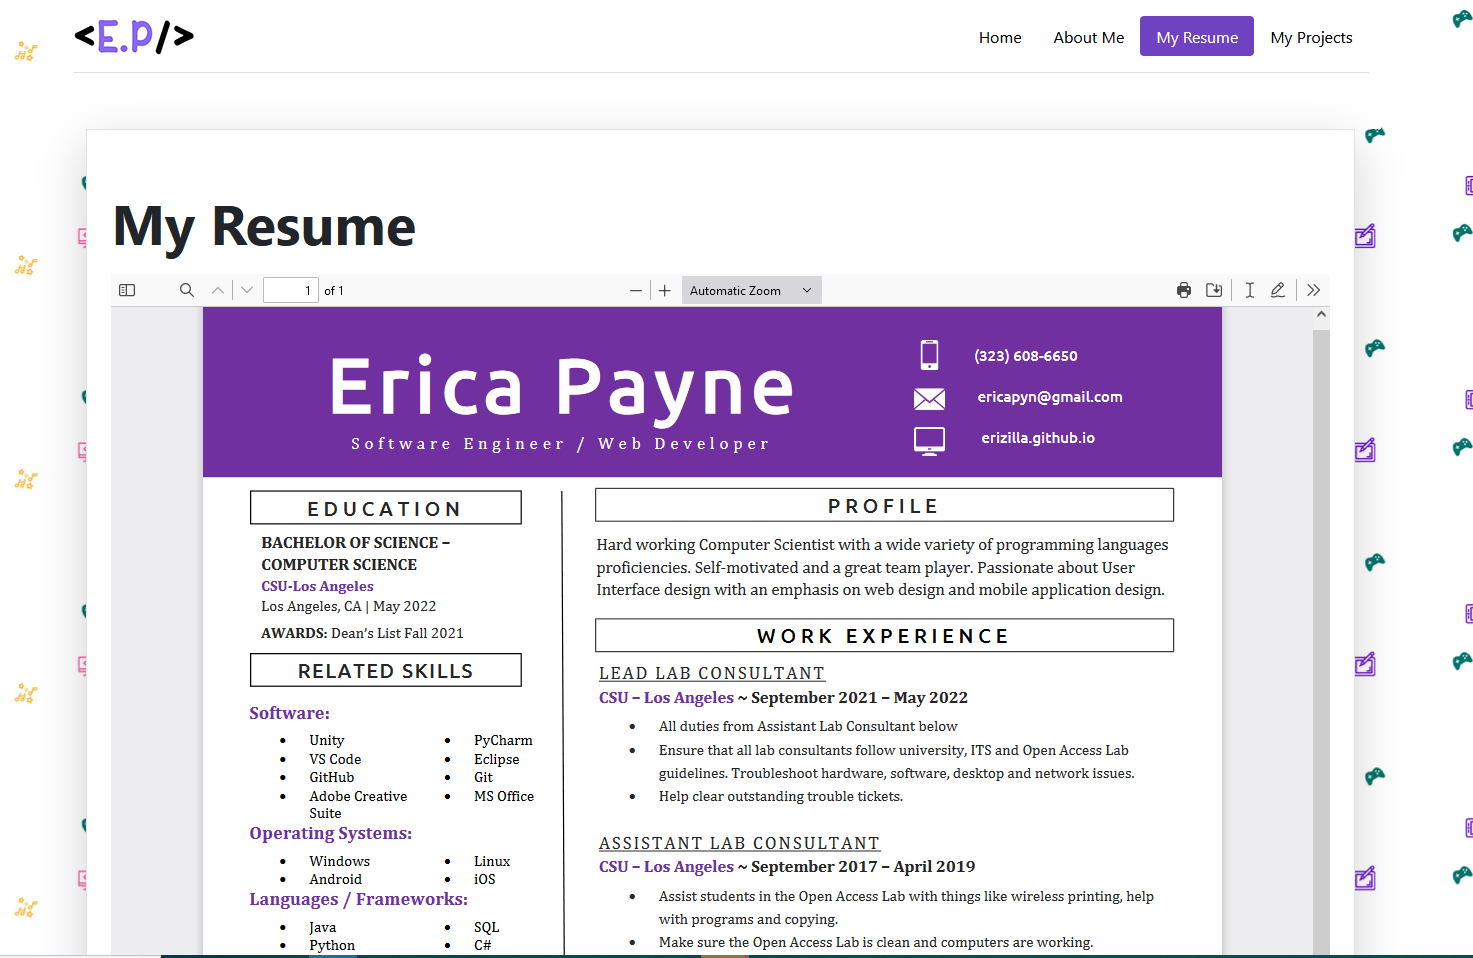 <E.P/>
Home About Me My Resume My Projects
My Resume
1 of 1 Automatic Zoom
Erica Payne
Software Engineer / Web Developer
(323) 608-6650
ericapyn@gmail.com
erizilla.github.io
EDUCATION
BACHELOR OF SCIENCE –
COMPUTER SCIENCE
CSU-Los Angeles
Los Angeles, CA | May 2022
AWARDS: Dean's List Fall 2021
RELATED SKILLS
Software:
• Unity
• VS Code
• GitHub
• Adobe Creative
Suite
• PyCharm
• Eclipse
• Git
• MS Office
Operating Systems:
• Windows
• Android
• Linux
• iOS
Languages / Frameworks:
• Java
• Python
• SQL
• C#
PROFILE
Hard working Computer Scientist with a wide variety of programming languages
proficiencies. Self-motivated and a great team player. Passionate about User
Interface design with an emphasis on web design and mobile application design.
WORK EXPERIENCE
LEAD LAB CONSULTANT
CSU – Los Angeles ~ September 2021 – May 2022
• All duties from Assistant Lab Consultant below
• Ensure that all lab consultants follow university, ITS and Open Access Lab
guidelines. Troubleshoot hardware, software, desktop and network issues.
• Help clear outstanding trouble tickets.
ASSISTANT LAB CONSULTANT
CSU – Los Angeles ~ September 2017 – April 2019
• Assist students in the Open Access Lab with things like wireless printing, help
with programs and copying.
• Make sure the Open Access Lab is clean and computers are working.